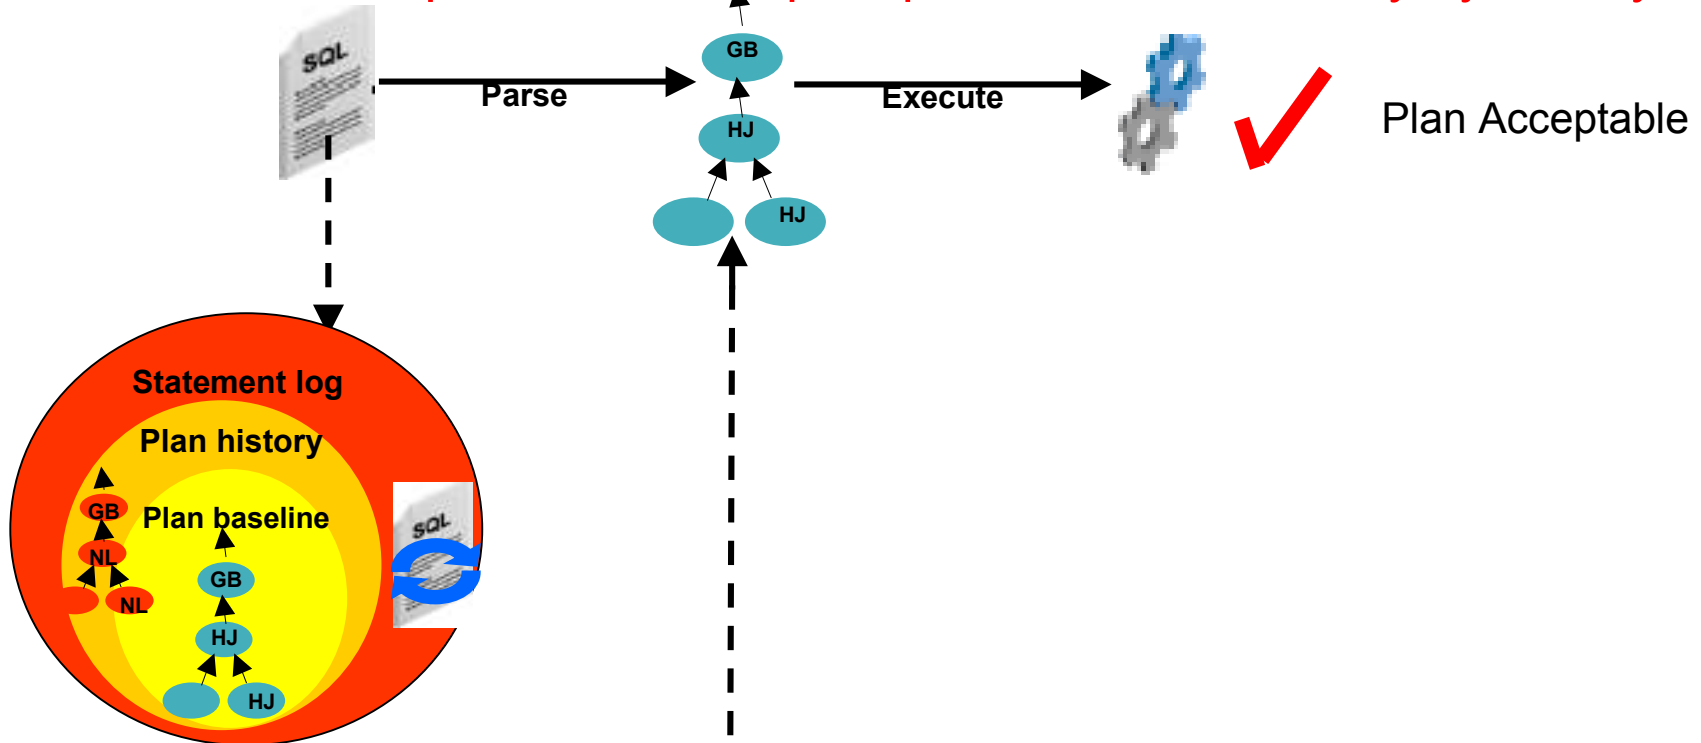 SQL
GB
Parse
Execute
Plan Acceptable
HJ
HJ
Statement log
Plan history
GB
Plan baseline
SQL
NL
GB
NL
HJ
HJ